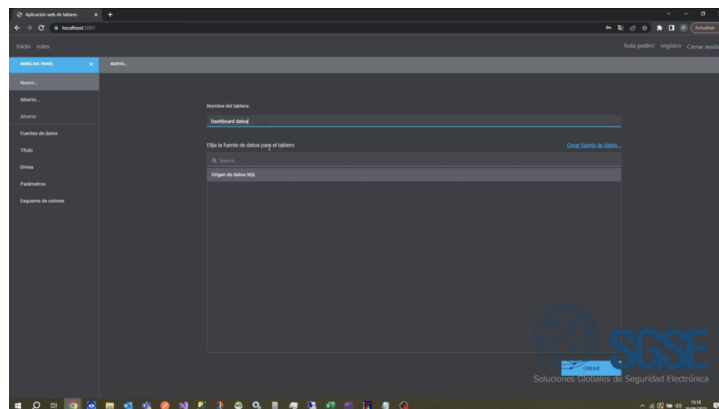 Aplicación web de tablero
localhost:5001
Actualizar
Inicio roles
hola pedro! registro Cerrar sesió
MENÚ DEL PANEL
NUEVO...
Nuevo...
Abierto...
Ahorrar
Fuentes de datos
Título
Divisa
Parámetros
Esquema de colores
Nombre del tablero
Dashboard datos
Elija la fuente de datos para el tablero
Crear fuente de datos...
Search
Origen de datos SQL
CREAR
SGSE
Soluciones Globales de Seguridad Electrónica
13:18